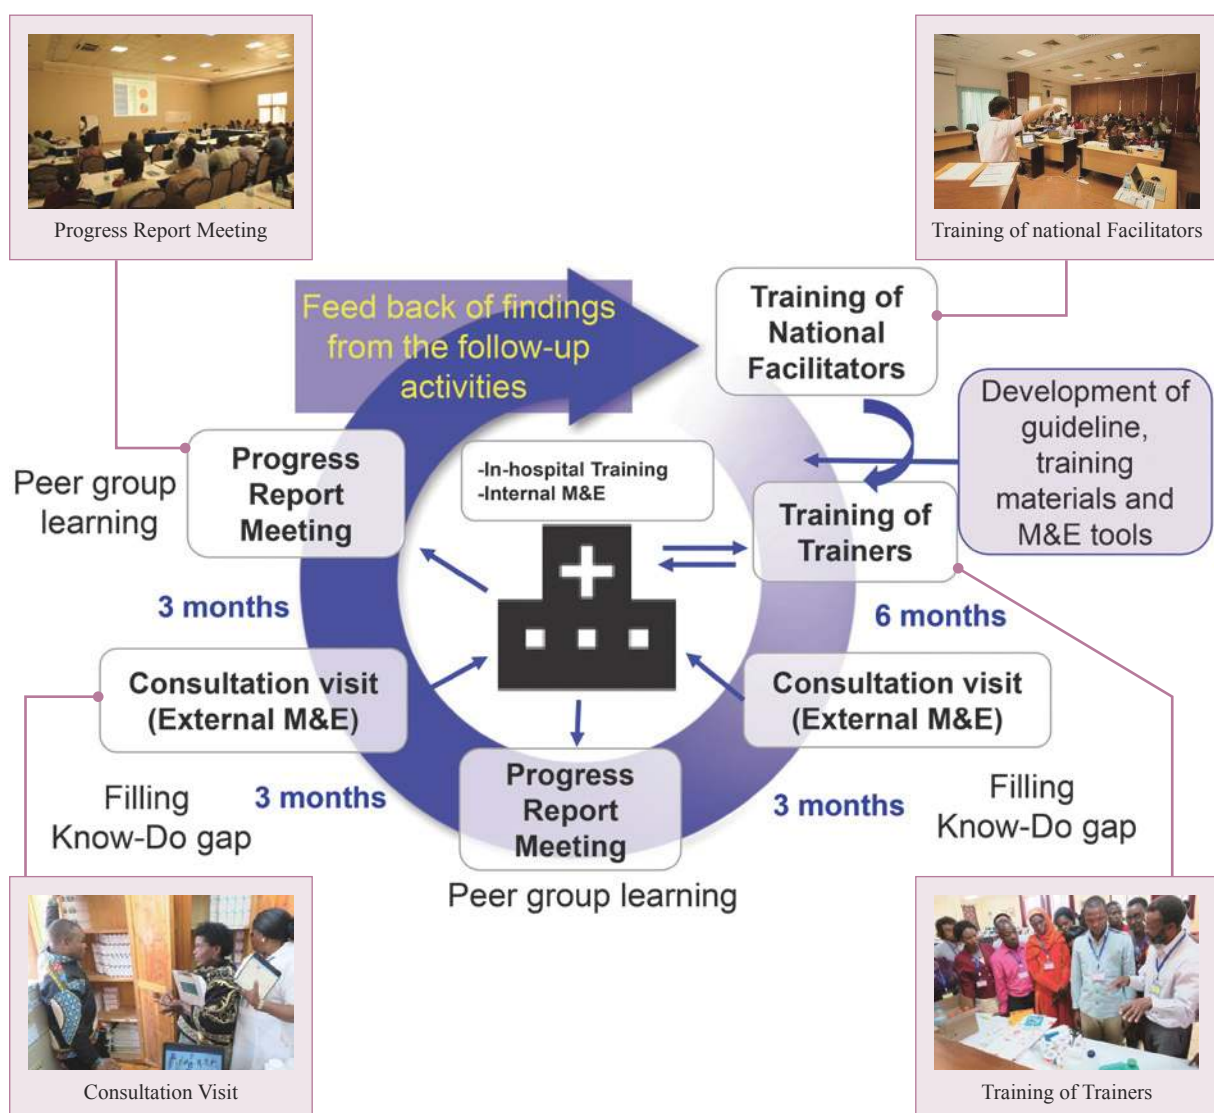 Progress Report Meeting
Training of national Facilitators
Feed back of findings
from the follow-up
activities
Training of
National
Facilitators
Development of
guideline,
training
materials and
M&E tools
Peer group
learning
Progress
Report
Meeting
-In-hospital Training
-Internal M&E
Training of
Trainers
3 months
6 months
Consultation visit
(External M&E)
Consultation visit
(External M&E)
Filling
Know-Do gap
3 months
Progress
Report
Meeting
3 months
Filling
Know-Do gap
Peer group learning
Consultation Visit
Training of Trainers